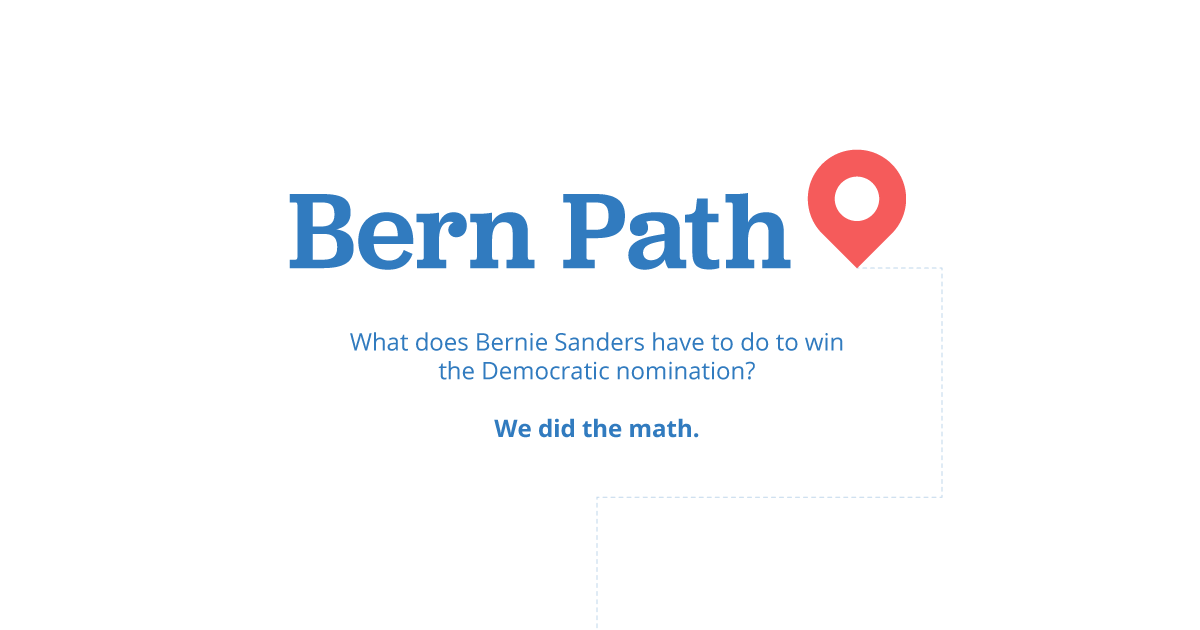 Bern Path
What does Bernie Sanders have to do to win
the Democratic nomination?
We did the math.